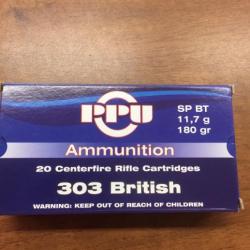 PPU
SP BT
11,7 g
180 gr
Ammunition
20 Centerfire Rifle Cartridges
303 British
WARNING: KEEP OUT OF REACH OF CHILDREN